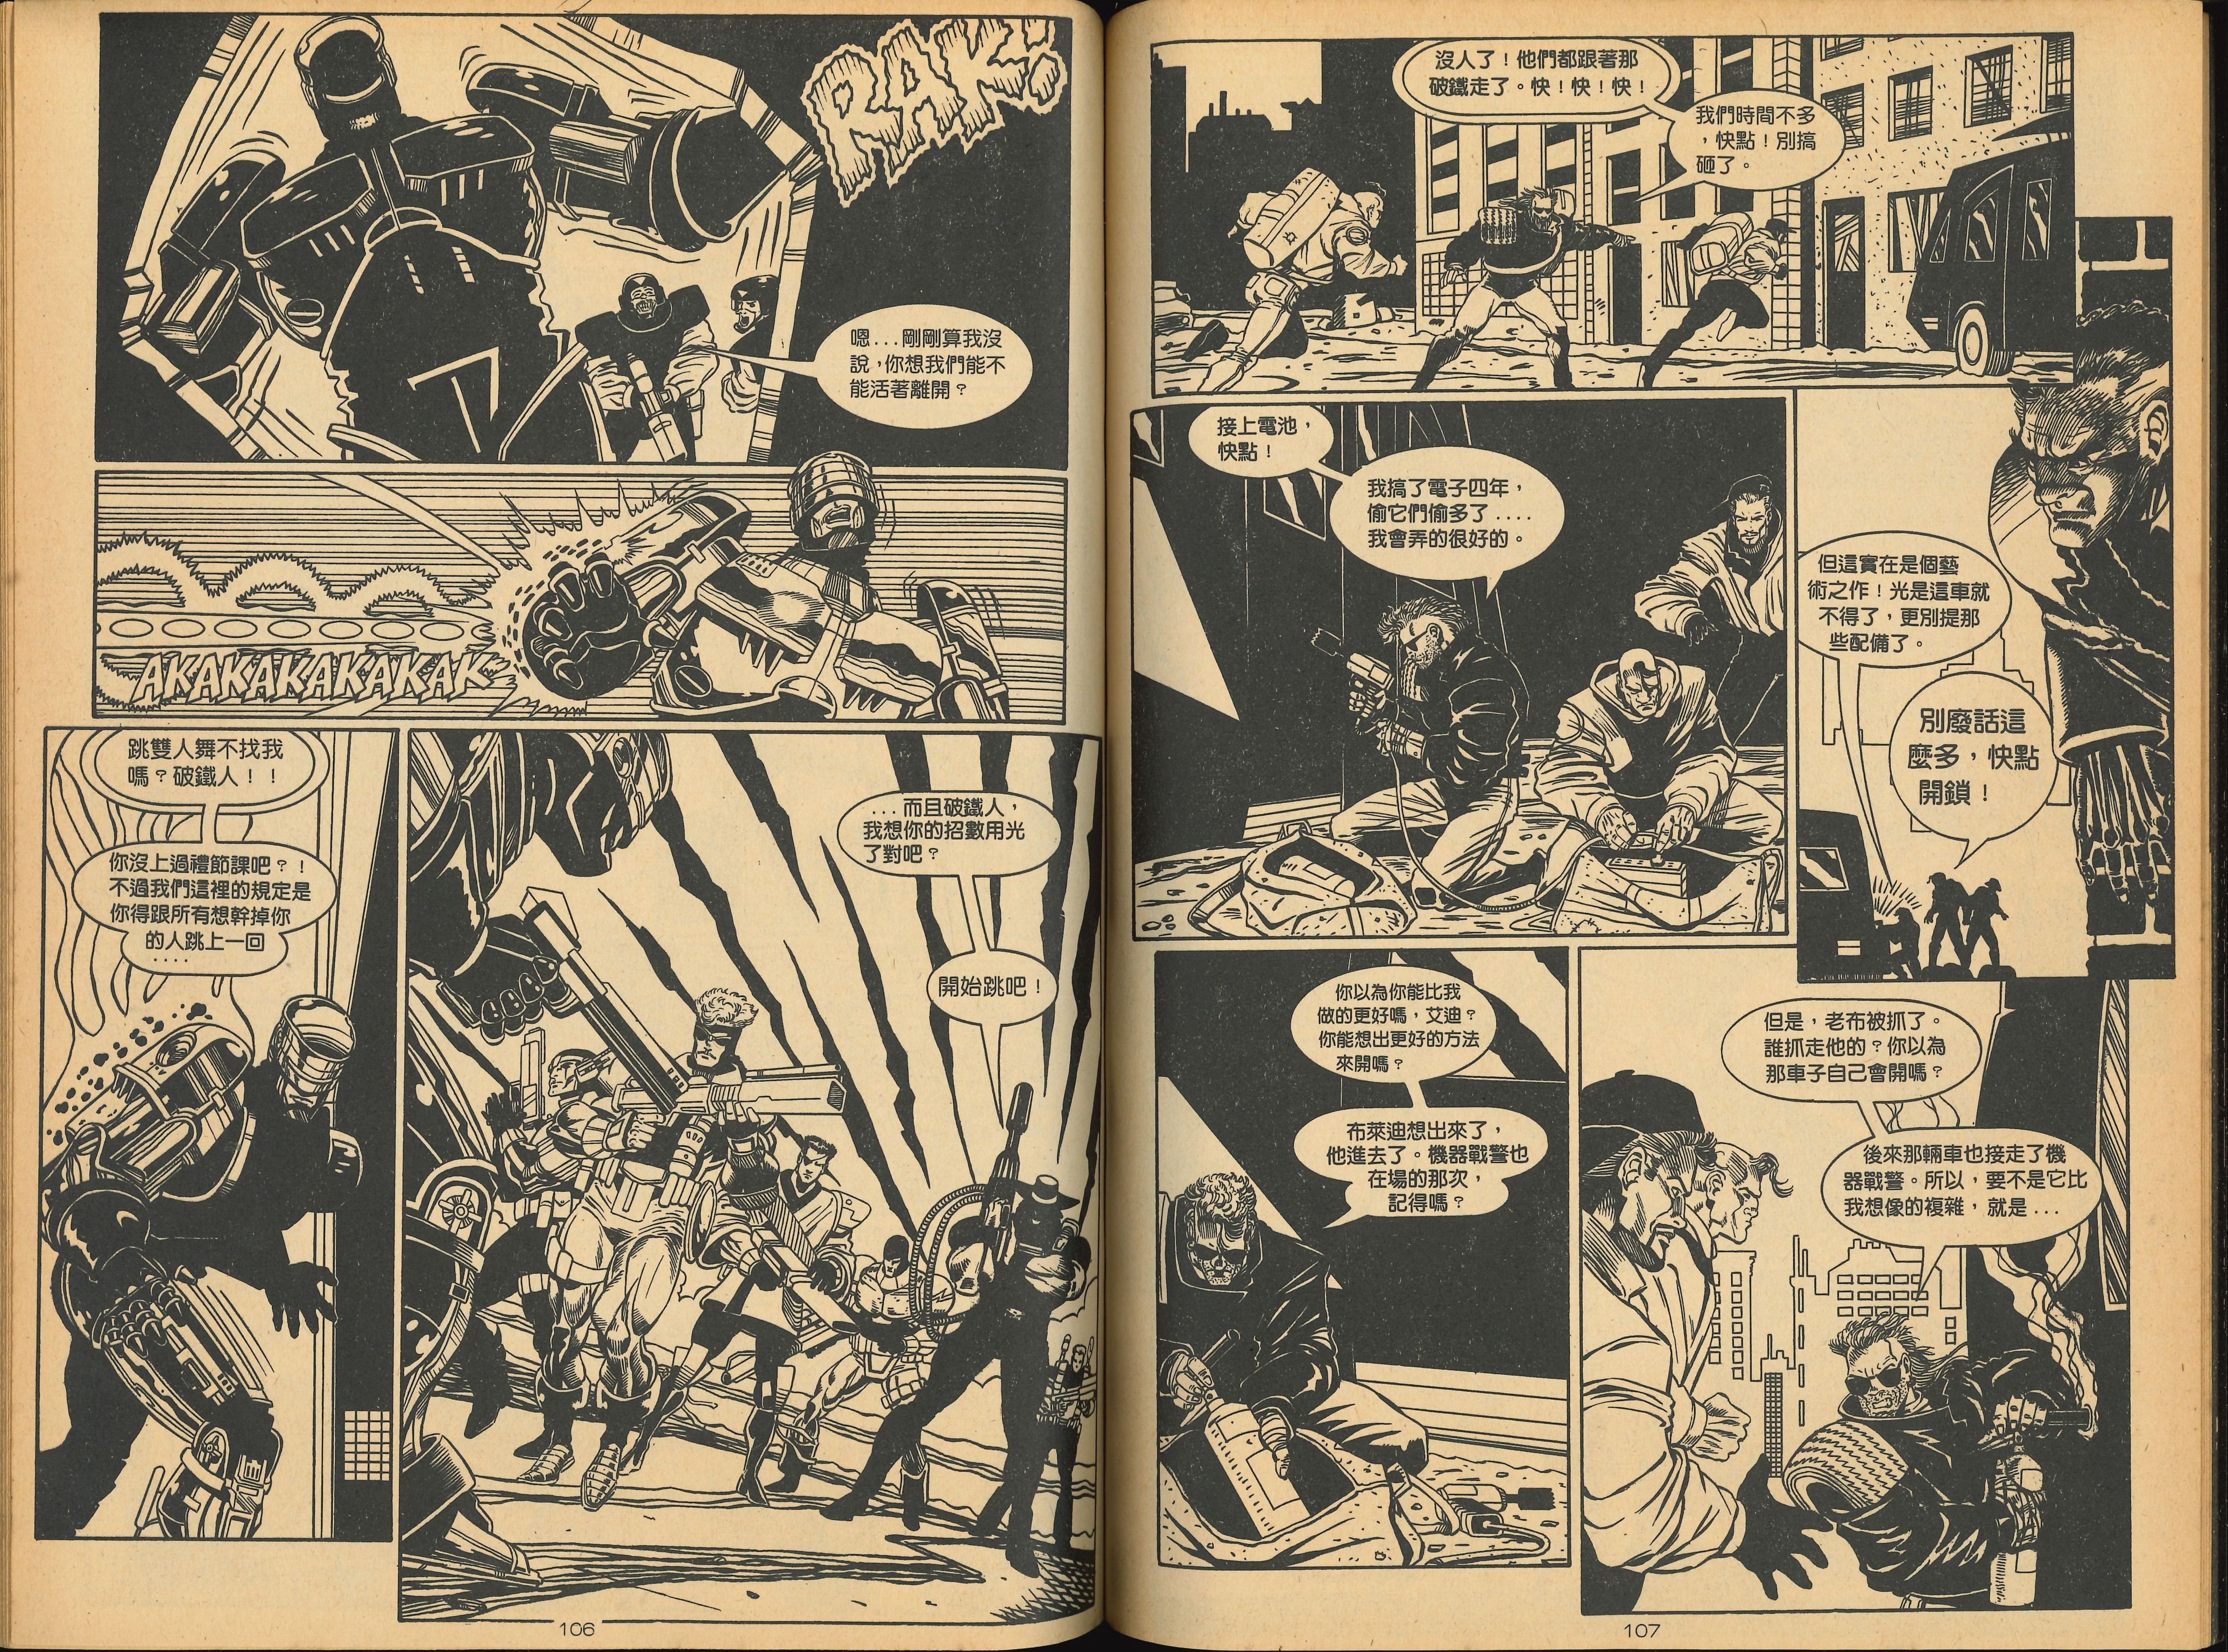 RAK!
嗯...剛剛算我沒
說,你想我們能不
能活著離開?
AKAKAKAKAKAKAK
跳雙人舞不找我
嗎?破鐵人!!
你沒上過禮節課吧?!
不過我們這裡的規定是
你得跟所有想幹掉你
的人跳上一回
....
...而且破鐵人,
我想你的招數用光
了對吧?
開始跳吧!
106
沒人了!他們都跟著那
破鐵走了。快!快!快!
我們時間不多
,快點!別搞
砸了。
接上電池,
快點!
我搞了電子四年,
偷它們偷多了....
我會弄的很好的。
但這實在是個藝
術之作!光是這車就
不得了,更別提那
些配備了。
別廢話這
麼多,快點
開鎖!
你以為你能比我
做的更好嗎,艾迪?
你能想出更好的方法
來開嗎?
布萊迪想出來了,
他進去了。機器戰警也
在場的那次,
記得嗎?
但是,老布被抓了。
誰抓走他的?你以為
那車子自己會開嗎?
後來那輛車也接走了機
器戰警。所以,要不是它比
我想像的複雜,就是...
107